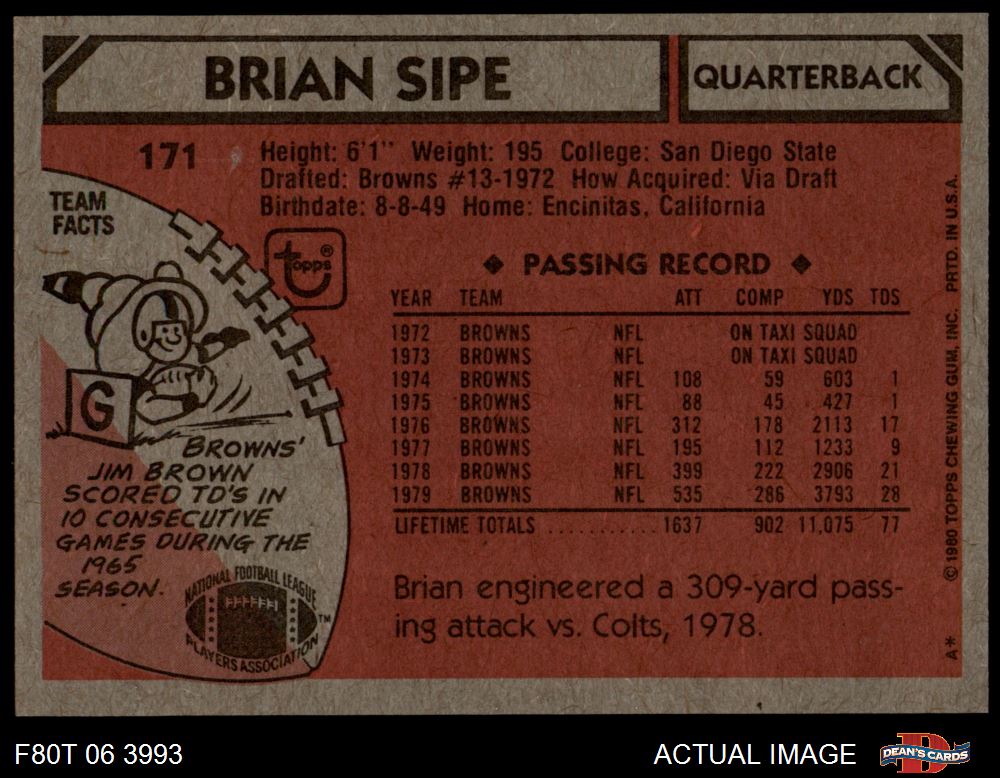 BRIAN SIPE
QUARTERBACK
171
Height: 6'1" Weight: 195 College: San Diego State
Drafted: Browns #13-1972 How Acquired: Via Draft
Birthdate: 8-8-49 Home: Encinitas, California
TEAM
FACTS
topps®
G
BROWNS'
JIM BROWN
SCORED TD'S IN
10 CONSECUTIVE
GAMES DURING THE
1965
SEASON.
NATIONAL FOOTBALL LEAGUE
PLAYERS ASSOCIATION
TM
◆ PASSING RECORD ◆
YEAR TEAM ATT COMP YDS TDS
1972 BROWNS NFL ON TAXI SQUAD
1973 BROWNS NFL ON TAXI SQUAD
1974 BROWNS NFL 108 59 603 1
1975 BROWNS NFL 88 45 427 1
1976 BROWNS NFL 312 178 2113 17
1977 BROWNS NFL 195 112 1233 9
1978 BROWNS NFL 399 222 2906 21
1979 BROWNS NFL 535 286 3793 28
LIFETIME TOTALS ........... 1637 902 11,075 77
Brian engineered a 309-yard pass-
ing attack vs. Colts, 1978.
A* © 1980 TOPPS CHEWING GUM, INC. PRTD. IN U.S.A.
F80T 06 3993
ACTUAL IMAGE
D
DEAN'S CARDS